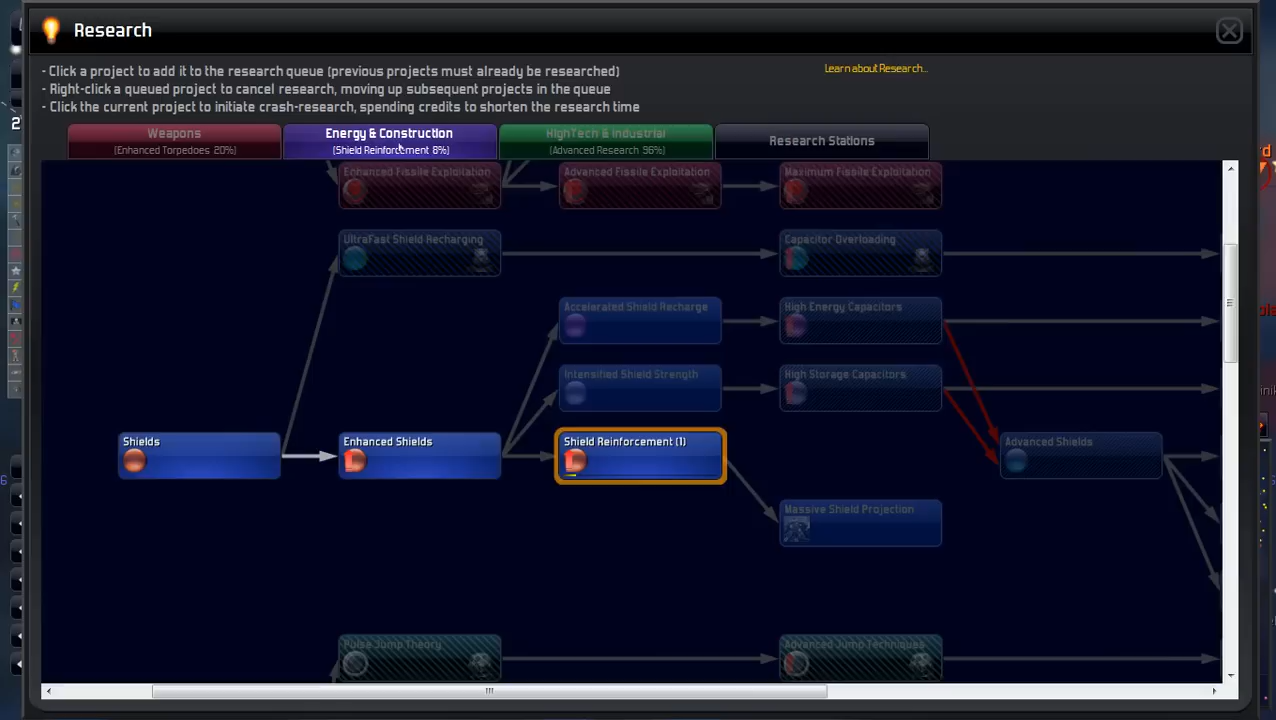 Research
- Click a project to add it to the research queue (previous projects must already be researched)
Learn about Research...
- Right-click a queued project to cancel research, moving up subsequent projects in the queue
- Click the current project to initiate crash-research, spending credits to shorten the research time
Weapons
(Enhanced Torpedoes 20%)
Energy & Construction
(Shield Reinforcement 8%)
HighTech & Industrial
(Advanced Research 96%)
Research Stations
Enhanced Fissile Exploitation
Advanced Fissile Exploitation
Maximum Fissile Exploitation
UltraFast Shield Recharging
Capacitor Overloading
Accelerated Shield Recharge
High Energy Capacitors
Intensified Shield Strength
High Storage Capacitors
Shields
Enhanced Shields
Shield Reinforcement (1)
Advanced Shields
Massive Shield Projection
Pulse Jump Theory
Advanced Jump Techniques